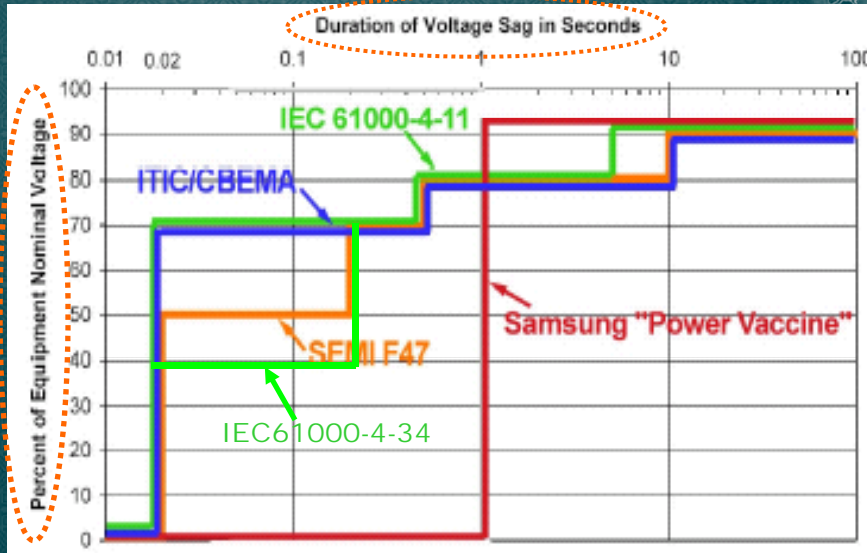 Duration of Voltage Sag in Seconds
0.01 0.02 0.1 1 10 100
Percent of Equipment Nominal Voltage
100
90
80
70
60
50
40
30
20
10
0
IEC 61000-4-11
ITIC/CBEMA
Samsung "Power Vaccine"
SEMI F47
IEC61000-4-34